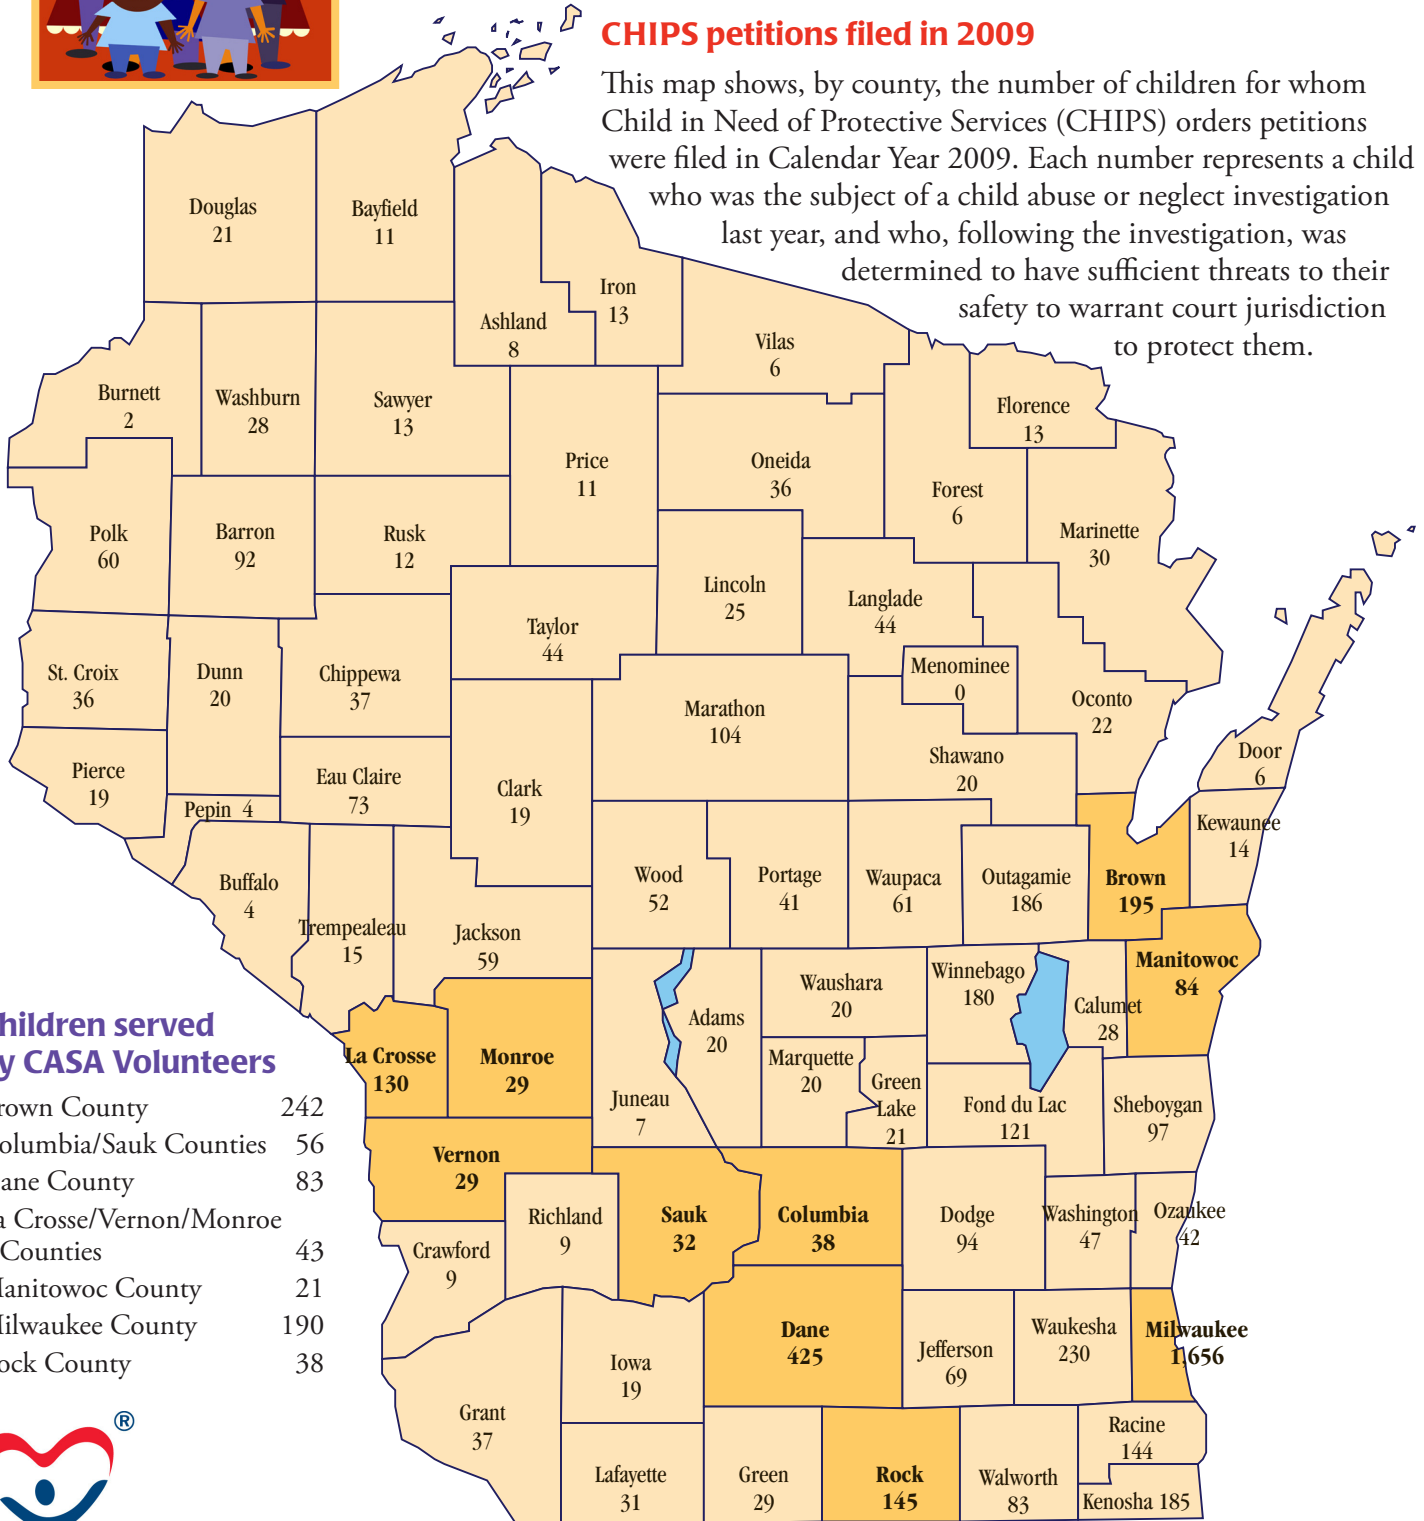 CHIPS petitions filed in 2009
This map shows, by county, the number of children for whom
Child in Need of Protective Services (CHIPS) orders petitions
were filed in Calendar Year 2009. Each number represents a child
who was the subject of a child abuse or neglect investigation
last year, and who, following the investigation, was
determined to have sufficient threats to their
safety to warrant court jurisdiction
to protect them.
Douglas
21
Bayfield
11
Iron
13
Ashland
8
Vilas
6
Burnett
2
Washburn
28
Sawyer
13
Florence
13
Price
11
Oneida
36
Forest
6
Polk
60
Barron
92
Rusk
12
Marinette
30
Lincoln
25
Langlade
44
Taylor
44
St. Croix
36
Dunn
20
Chippewa
37
Menominee
0
Oconto
22
Marathon
104
Shawano
20
Door
6
Pierce
19
Eau Claire
73
Clark
19
Pepin 4
Kewaunee
14
Buffalo
4
Wood
52
Portage
41
Waupaca
61
Outagamie
186
Brown
195
Trempealeau
15
Jackson
59
Manitowoc
84
Waushara
20
Winnebago
180
Calumet
28
Adams
20
La Crosse
130
Monroe
29
Marquette
20
Green
Lake
21
Juneau
7
Fond du Lac
121
Sheboygan
97
Vernon
29
Richland
9
Sauk
32
Columbia
38
Dodge
94
Washington
47
Ozaukee
42
Crawford
9
Dane
425
Jefferson
69
Waukesha
230
Milwaukee
1,656
Iowa
19
Grant
37
Lafayette
31
Green
29
Rock
145
Walworth
83
Racine
144
Kenosha 185
hildren served
y CASA Volunteers
rown County 242
olumbia/Sauk Counties 56
ane County 83
a Crosse/Vernon/Monroe
Counties 43
anitowoc County 21
ilwaukee County 190
ock County 38
®